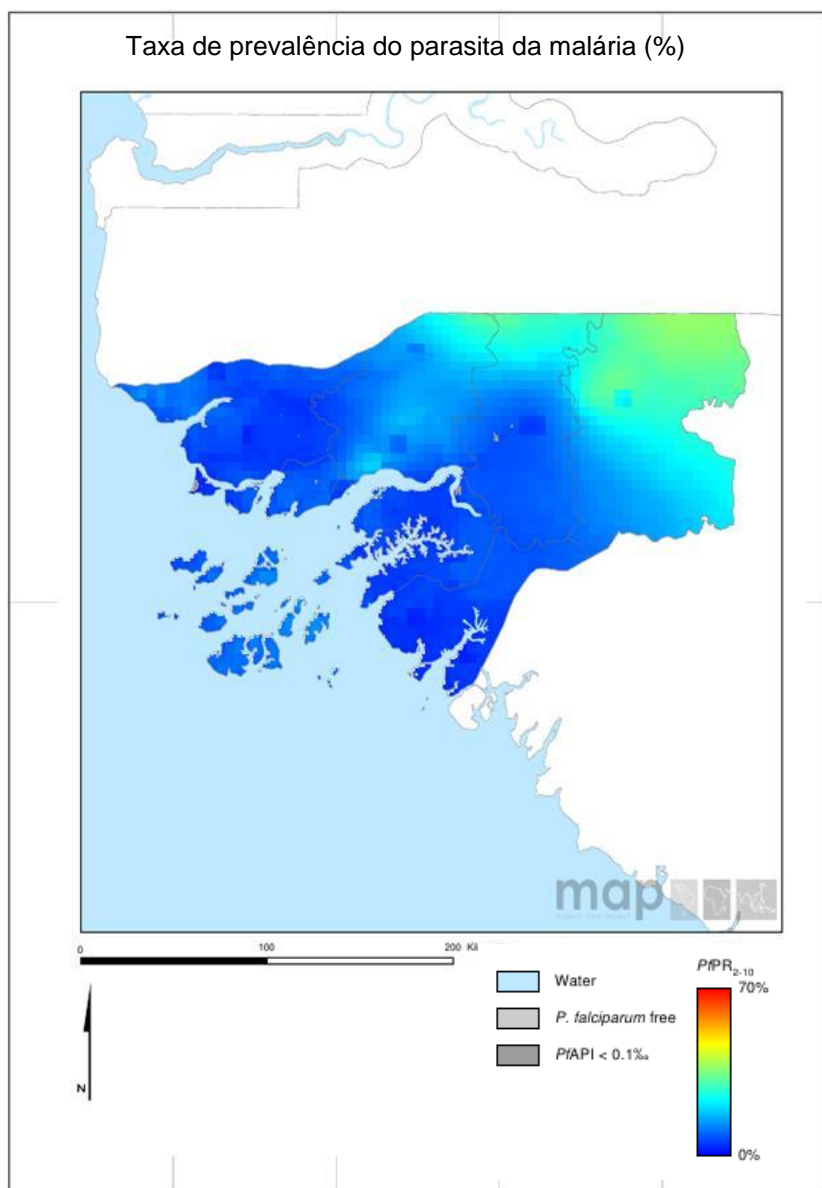 Taxa de prevalência do parasita da malária (%)
map
0 100 200 Kil
Water
P. falciparum free
PfAPI < 0.1‰
N
PfPR2-10
70%
0%